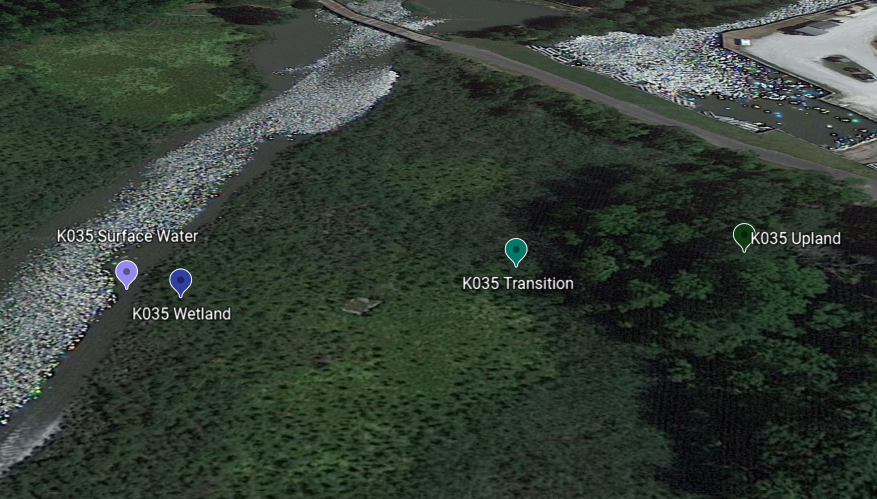 K035 Surface Water
K035 Upland
K035 Transition
K035 Wetland